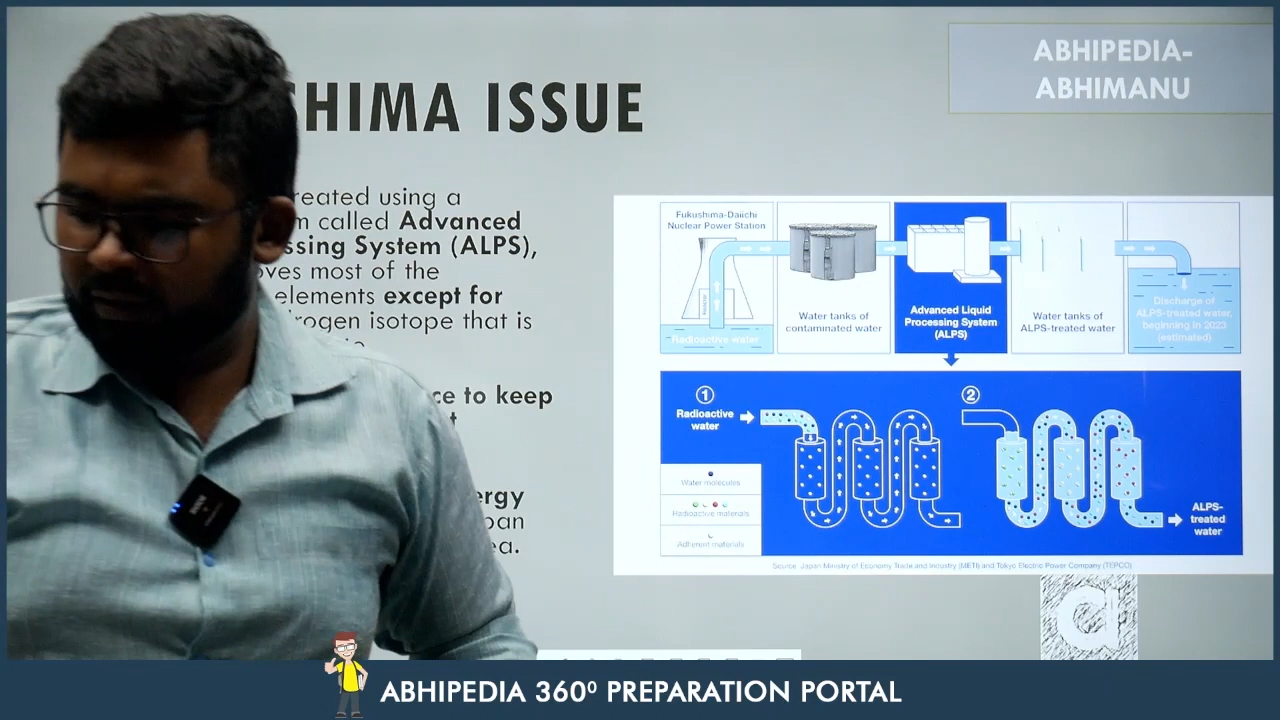 ABHIPEDIA-
ABHIMANU
SHIMA ISSUE
reated using a
m called Advanced
ssing System (ALPS),
oves most of the
elements except for
drogen isotope that is
ce to keep
t
ergy
pan
ea.
Fukushima-Daiichi
Nuclear Power Station
Radioactive water
Water tanks of
contaminated water
Advanced Liquid
Processing System
(ALPS)
Water tanks of
ALPS-treated water
Discharge of
ALPS-treated water,
beginning in 2023
(estimated)
1
Radioactive
water
2
Water molecules
Radioactive materials
Adherent materials
ALPS-
treated
water
Source: Japan Ministry of Economy Trade and Industry (METI) and Tokyo Electric Power Company (TEPCO)
a
ABHIPEDIA 360º PREPARATION PORTAL